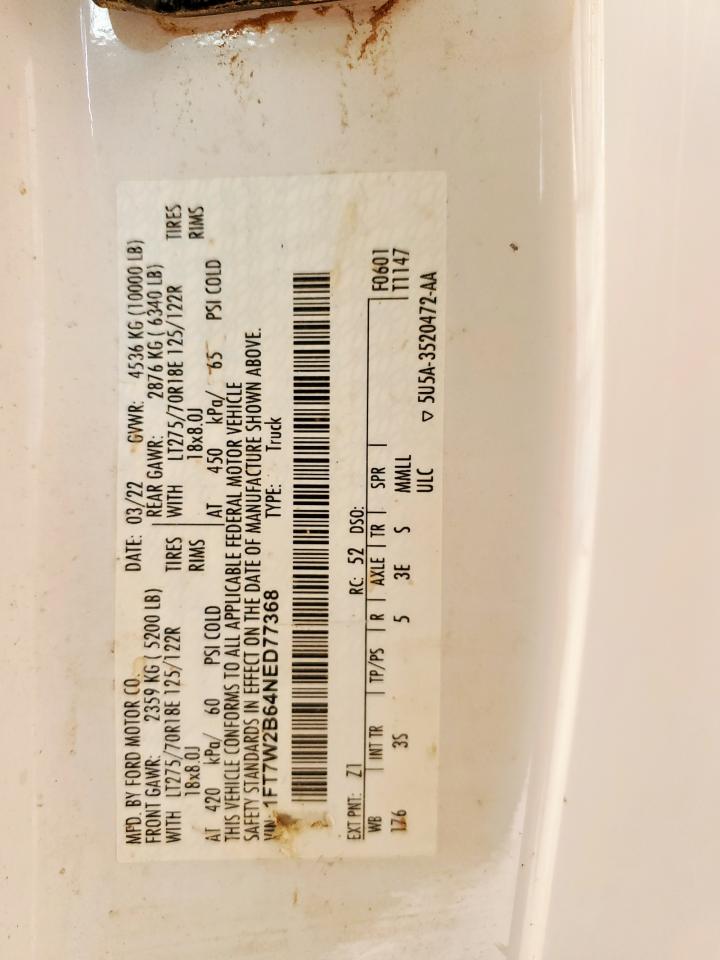 MFD. BY FORD MOTOR CO. DATE: 03/22 GVWR: 4536 KG (10000 LB)
FRONT GAWR: 2359 KG ( 5200 LB) REAR GAWR: 2876 KG ( 6340 LB)
WITH LT275/70R18E 125/122R TIRES WITH LT275/70R18E 125/122R TIRES
18x8.0J RIMS 18x8.0J RIMS
AT 420 kPa/ 60 PSI COLD AT 450 kPa/ 65 PSI COLD
THIS VEHICLE CONFORMS TO ALL APPLICABLE FEDERAL MOTOR VEHICLE
SAFETY STANDARDS IN EFFECT ON THE DATE OF MANUFACTURE SHOWN ABOVE.
VIN: 1FT7W2B64NED77368 TYPE: Truck
EXT PNT: Z1 RC: 52 DSO:
WB INT TR TP/PS R AXLE TR SPR F0601
176 3S 5 3E S MMLL T1147
ULC
▽ 5U5A-3520472-AA